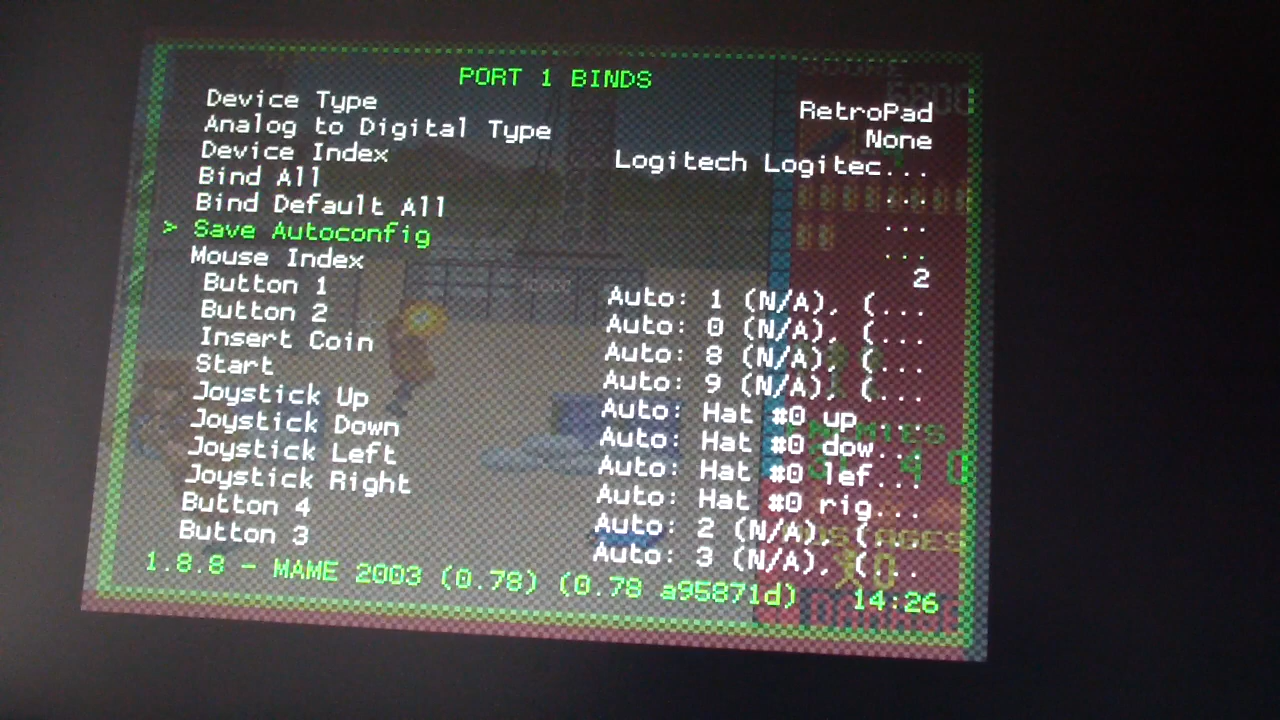 PORT 1 BINDS
Device Type RetroPad
Analog to Digital Type None
Device Index Logitech Logitec...
Bind All ...
Bind Default All ...
> Save Autoconfig ...
Mouse Index 2
Button 1 Auto: 1 (N/A), (...
Button 2 Auto: 0 (N/A), (...
Insert Coin Auto: 8 (N/A), (...
Start Auto: 9 (N/A), (...
Joystick Up Auto: Hat #0 up ...
Joystick Down Auto: Hat #0 dow...
Joystick Left Auto: Hat #0 lef...
Joystick Right Auto: Hat #0 rig...
Button 4 Auto: 2 (N/A), (...
Button 3 Auto: 3 (N/A), (...
1.8.8 - MAME 2003 (0.78) (0.78 a95871d) 14:26